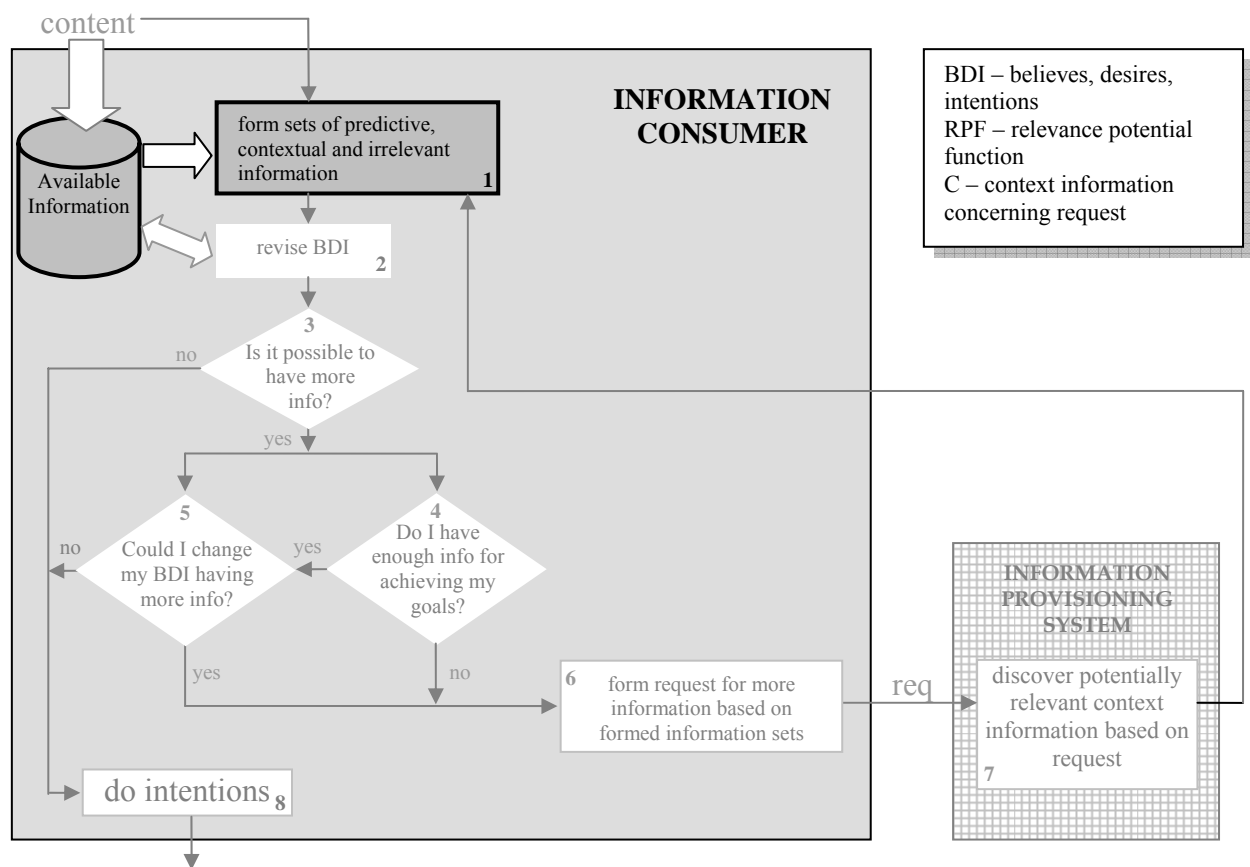 content
INFORMATION
CONSUMER
BDI – believes, desires,
intentions
RPF – relevance potential
function
C – context information
concerning request
form sets of predictive,
contextual and irrelevant
information
1
Available
Information
revise BDI
2
3
Is it possible to
have more
info?
no
yes
5
Could I change
my BDI having
more info?
no
yes
4
Do I have
enough info for
achieving my
goals?
yes
no
6
form request for more
information based on
formed information sets
req
INFORMATION
PROVISIONING
SYSTEM
discover potentially
relevant context
information based on
request
7
do intentions
8